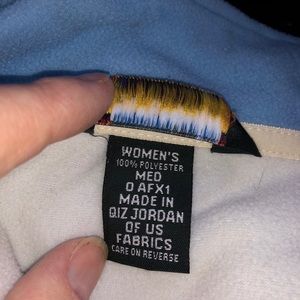 WOMEN'S
100% POLYESTER
MED
0 AFX1
MADE IN
QIZ JORDAN
OF US
FABRICS
CARE ON REVERSE